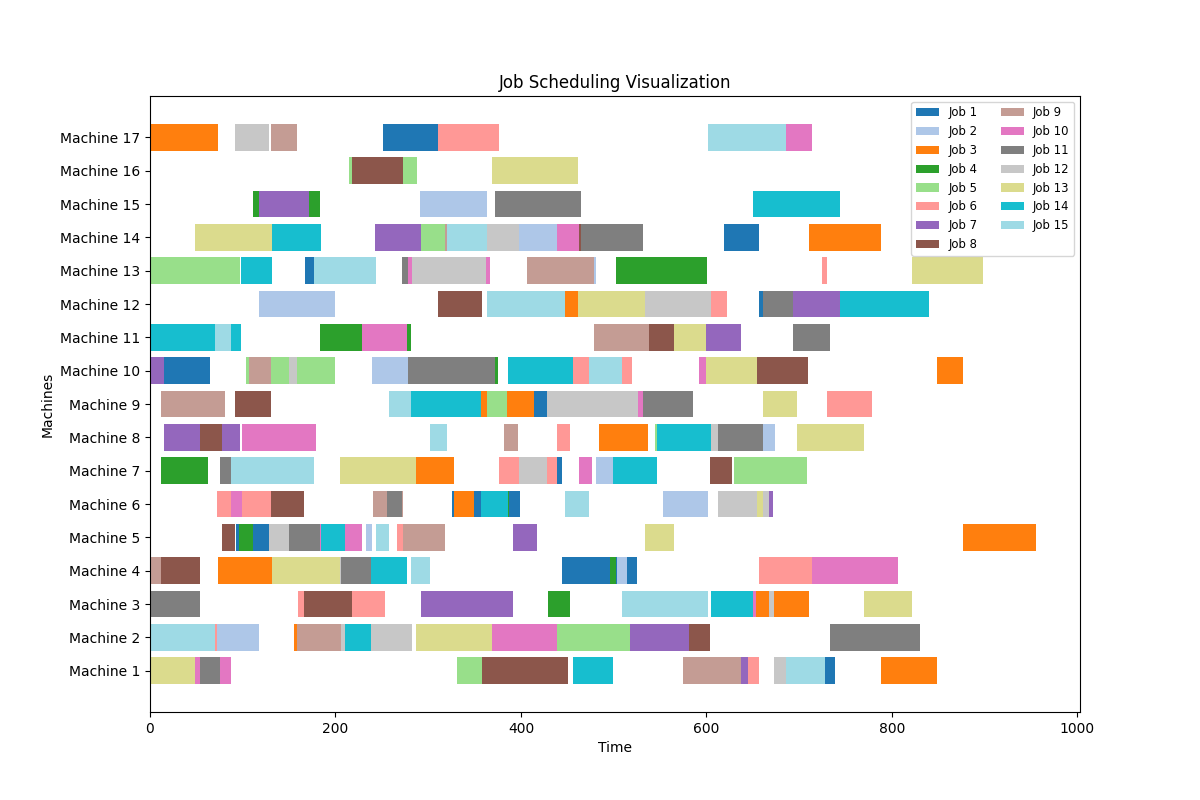 Job Scheduling Visualization
Machine 17
Machine 16
Machine 15
Machine 14
Machine 13
Machine 12
Machine 11
Machine 10
Machine 9
Machine 8
Machine 7
Machine 6
Machine 5
Machine 4
Machine 3
Machine 2
Machine 1
Machines
0 200 400 600 800 1000
Time
Job 1
Job 2
Job 3
Job 4
Job 5
Job 6
Job 7
Job 8
Job 9
Job 10
Job 11
Job 12
Job 13
Job 14
Job 15